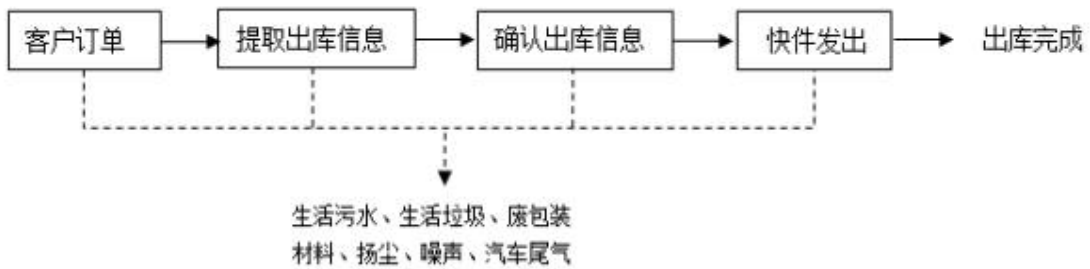 客户订单
提取出库信息
确认出库信息
快件发出
出库完成
生活污水、生活垃圾、废包装
材料、扬尘、噪声、汽车尾气